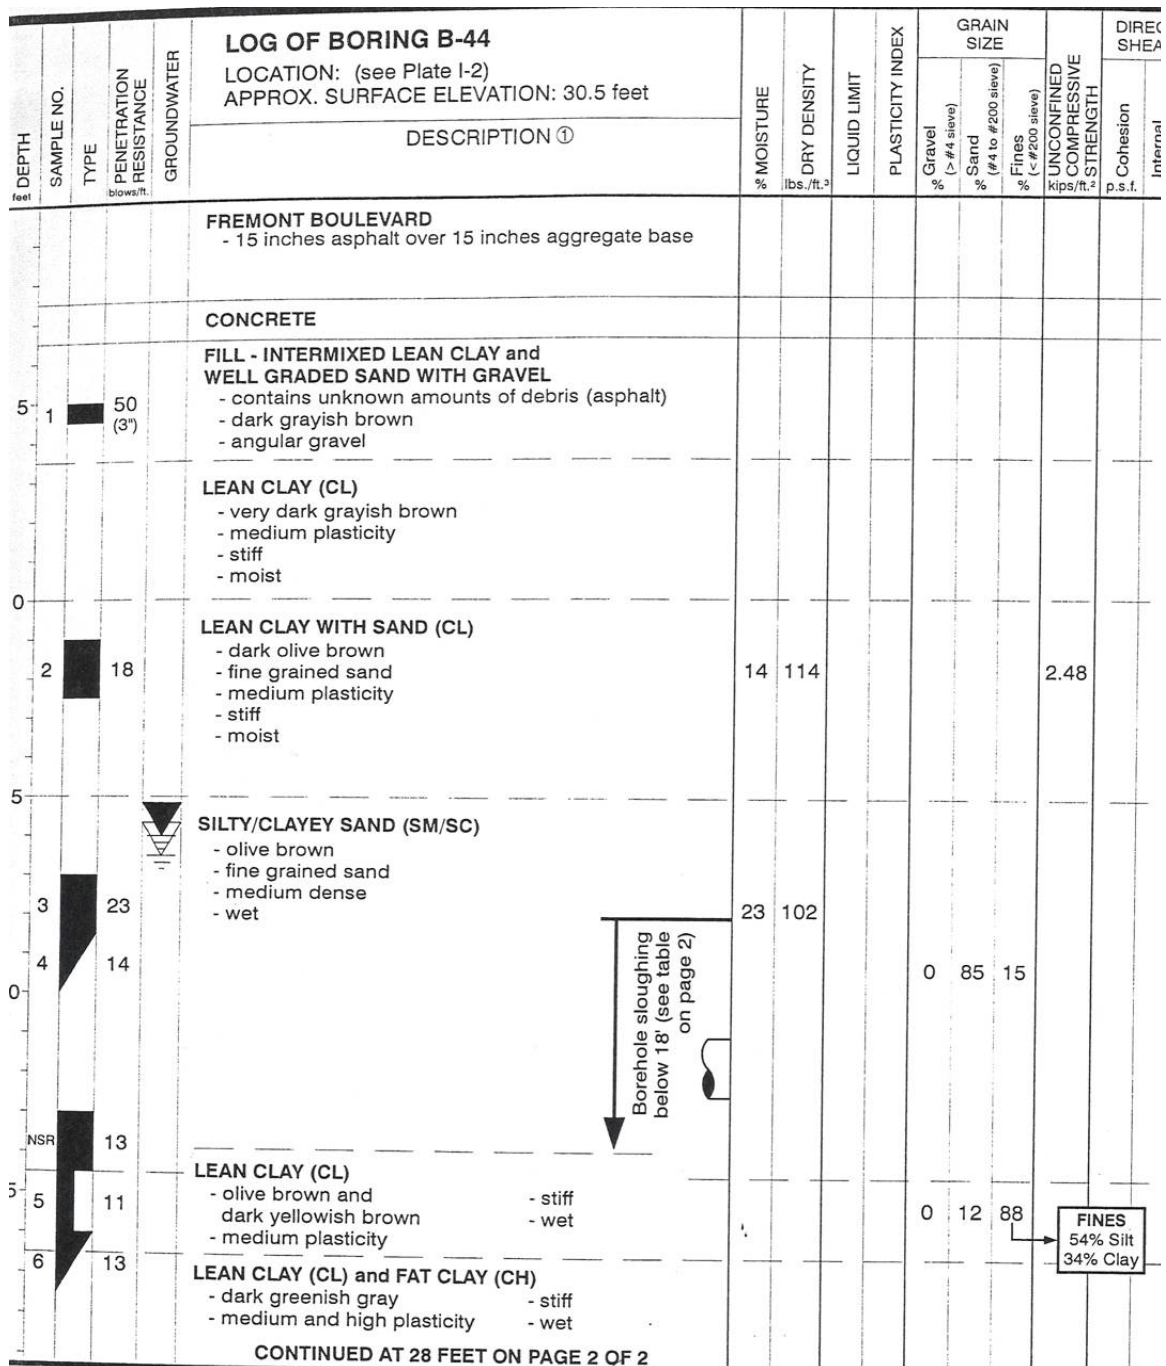 LOG OF BORING B-44
LOCATION: (see Plate I-2)
APPROX. SURFACE ELEVATION: 30.5 feet
DESCRIPTION ①
DEPTH
feet
SAMPLE NO.
TYPE
PENETRATION
RESISTANCE
blows/ft.
GROUNDWATER
% MOISTURE
%
DRY DENSITY
lbs./ft.³
LIQUID LIMIT
PLASTICITY INDEX
GRAIN
SIZE
Gravel
(> #4 sieve)
%
Sand
(#4 to #200 sieve)
%
Fines
(< #200 sieve)
%
UNCONFINED
COMPRESSIVE
STRENGTH
kips/ft.²
DIREC
SHEA
Cohesion
p.s.f.
Internal
FREMONT BOULEVARD
- 15 inches asphalt over 15 inches aggregate base
CONCRETE
FILL - INTERMIXED LEAN CLAY and
WELL GRADED SAND WITH GRAVEL
- contains unknown amounts of debris (asphalt)
- dark grayish brown
- angular gravel
5 1 50
(3")
LEAN CLAY (CL)
- very dark grayish brown
- medium plasticity
- stiff
- moist
0
LEAN CLAY WITH SAND (CL)
- dark olive brown
- fine grained sand
- medium plasticity
- stiff
- moist
2 18 14 114 2.48
5
SILTY/CLAYEY SAND (SM/SC)
- olive brown
- fine grained sand
- medium dense
- wet
3 23 23 102
4 14 0 85 15
0
Borehole sloughing
below 18' (see table
on page 2)
NSR 13
LEAN CLAY (CL)
- olive brown and - stiff
dark yellowish brown - wet
- medium plasticity
5
5 11 0 12 88
FINES
54% Silt
34% Clay
6 13
LEAN CLAY (CL) and FAT CLAY (CH)
- dark greenish gray - stiff
- medium and high plasticity - wet
CONTINUED AT 28 FEET ON PAGE 2 OF 2